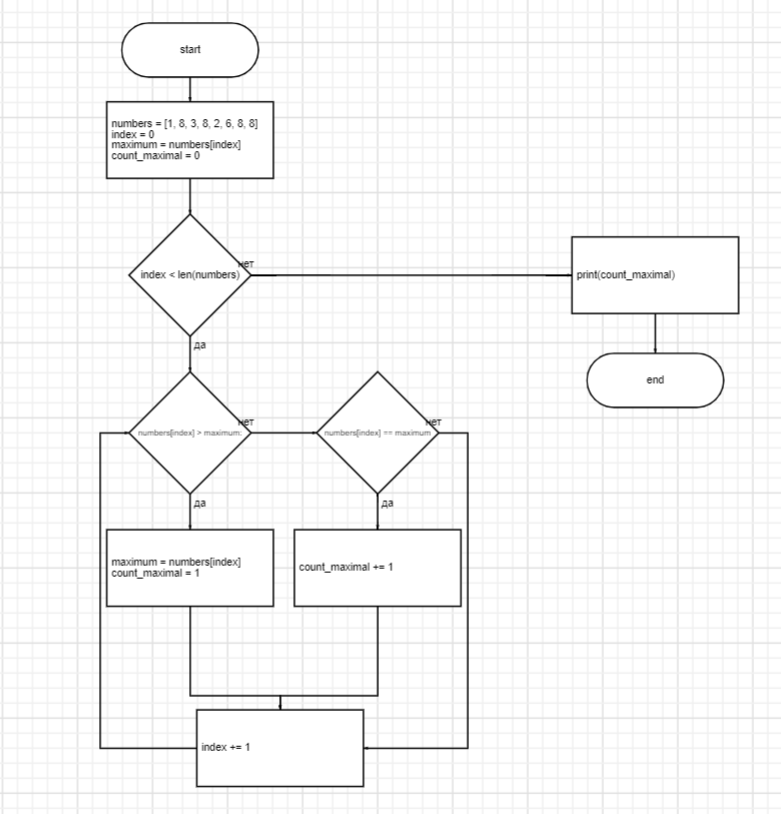 start
numbers = [1, 8, 3, 8, 2, 6, 8, 8]
index = 0
maximum = numbers[index]
count_maximal = 0
index < len(numbers)
нет
print(count_maximal)
да
end
numbers[index] > maximum:
нет
numbers[index] == maximum
нет
да
да
maximum = numbers[index]
count_maximal = 1
count_maximal += 1
index += 1